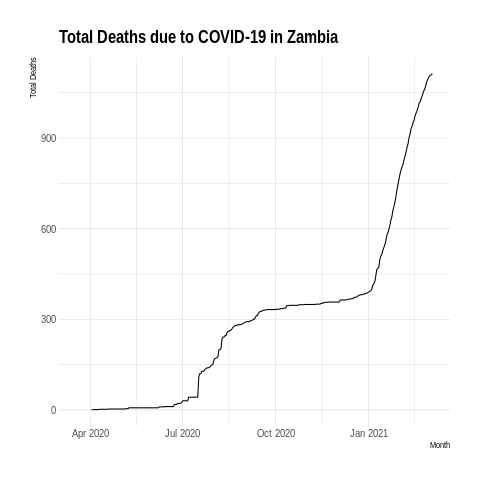 Total Deaths due to COVID-19 in Zambia
Total Deaths
900
600
300
0
Apr 2020
Jul 2020
Oct 2020
Jan 2021
Month